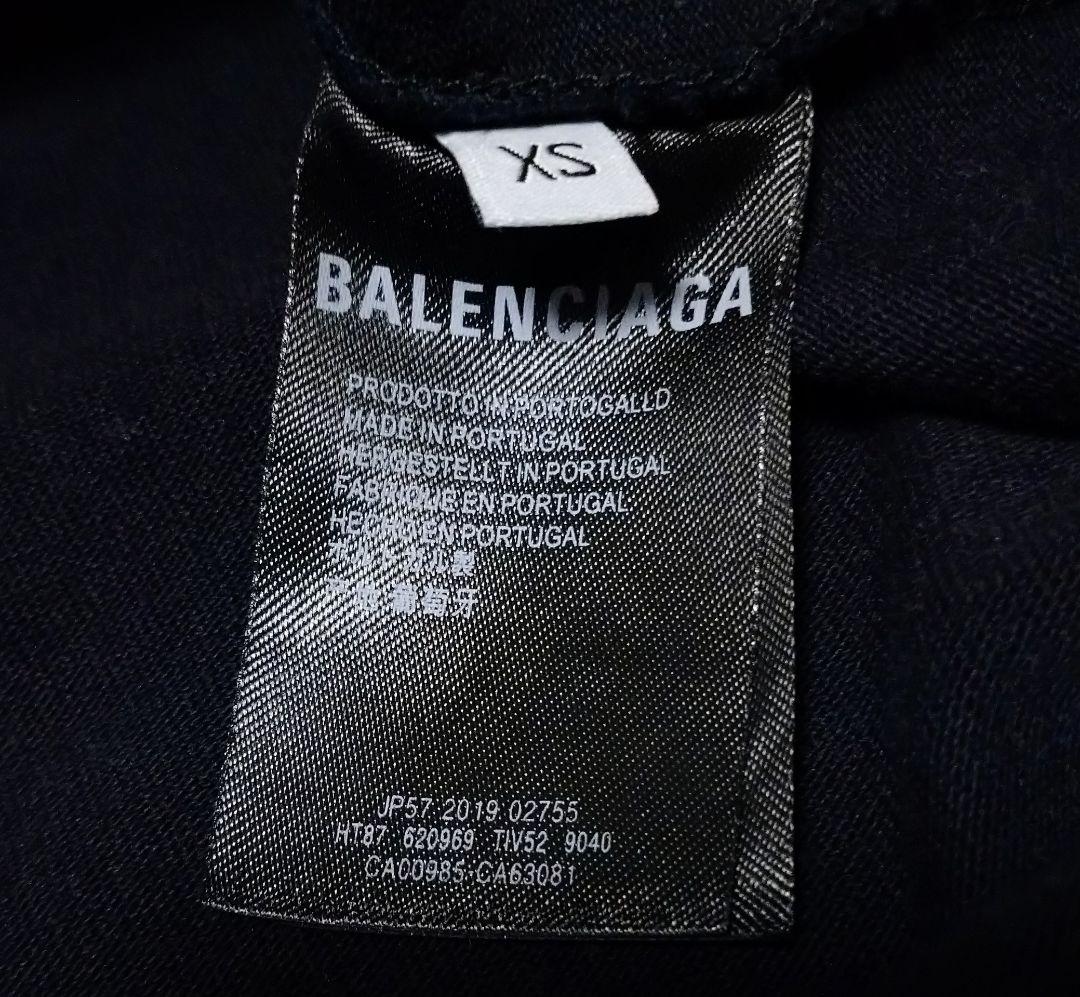 XS
BALENCIAGA
PRODOTTO IN PORTOGALLO
MADE IN PORTUGAL
HERGESTELLT IN PORTUGAL
FABRIQUE EN PORTUGAL
HECHO EN PORTUGAL
ポルトガル製
葡萄牙
JP57 2019 02755
HT87 620969 TIV52 9040
CA00985-CA63081